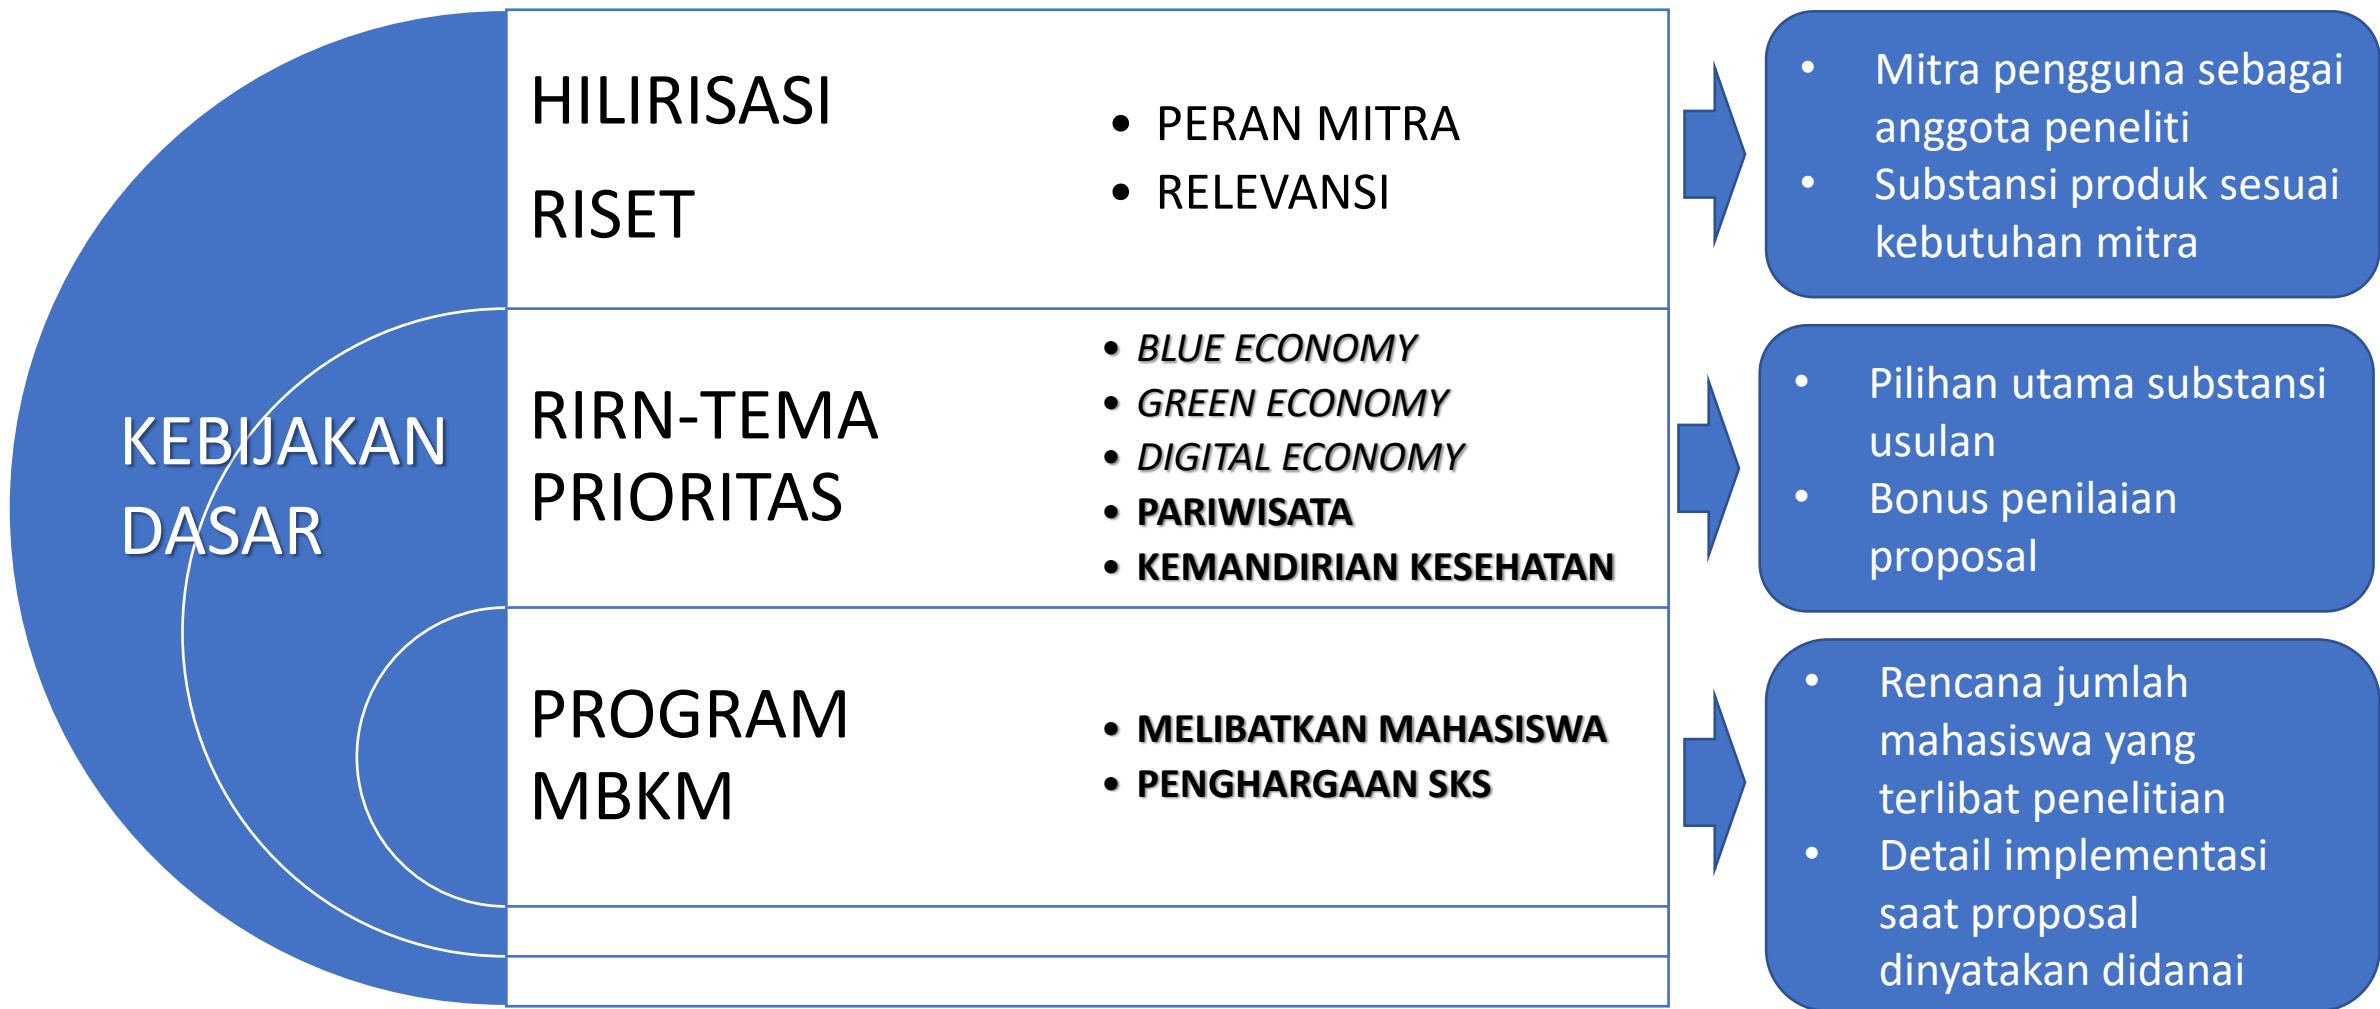 KEBIJAKAN
DASAR
HILIRISASI
RISET
• PERAN MITRA
• RELEVANSI
• Mitra pengguna sebagai
anggota peneliti
• Substansi produk sesuai
kebutuhan mitra
RIRN-TEMA
PRIORITAS
• BLUE ECONOMY
• GREEN ECONOMY
• DIGITAL ECONOMY
• PARIWISATA
• KEMANDIRIAN KESEHATAN
• Pilihan utama substansi
usulan
• Bonus penilaian
proposal
PROGRAM
MBKM
• MELIBATKAN MAHASISWA
• PENGHARGAAN SKS
• Rencana jumlah
mahasiswa yang
terlibat penelitian
• Detail implementasi
saat proposal
dinyatakan didanai